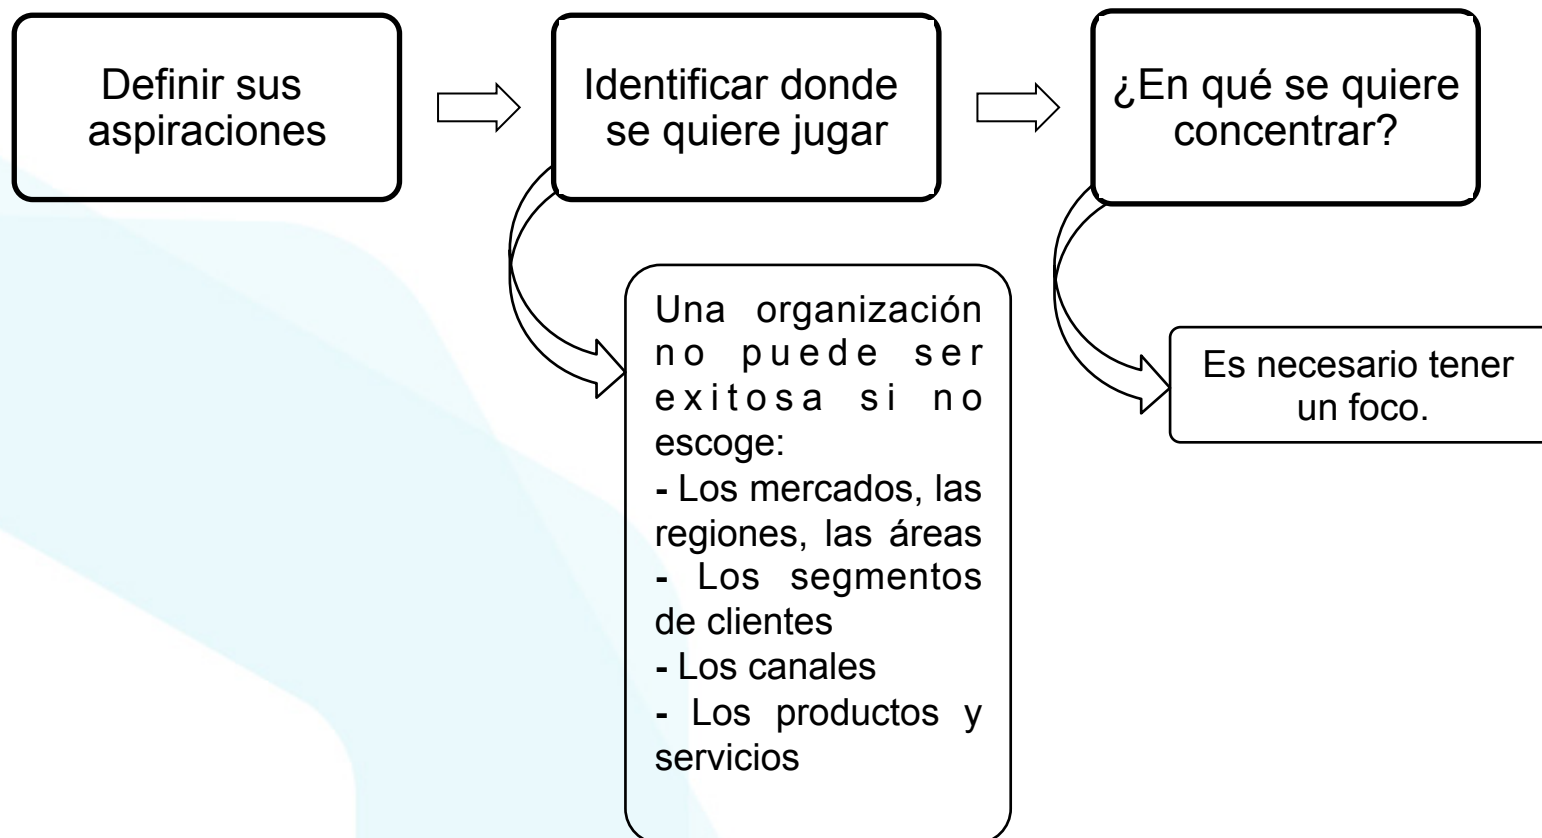 Definir sus
aspiraciones
Identificar donde
se quiere jugar
¿En qué se quiere
concentrar?
Una organización
no puede ser
exitosa si no
escoge:
- Los mercados, las
regiones, las áreas
- Los segmentos
de clientes
- Los canales
- Los productos y
servicios
Es necesario tener
un foco.